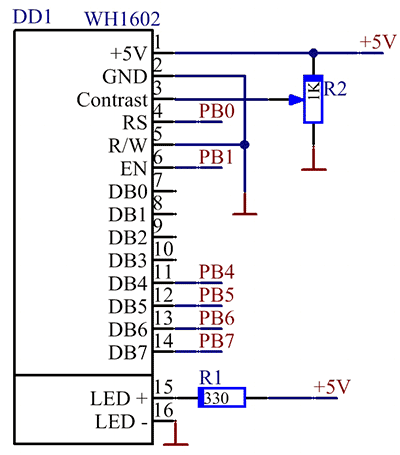 DD1 WH1602
+5V 1 +5V
GND 2
Contrast 3 1K R2
RS 4 PB0
R/W 5
EN 6 PB1
DB0 7
DB1 8
DB2 9
DB3 10
DB4 11 PB4
DB5 12 PB5
DB6 13 PB6
DB7 14 PB7
R1
LED + 15 330 +5V
LED - 16